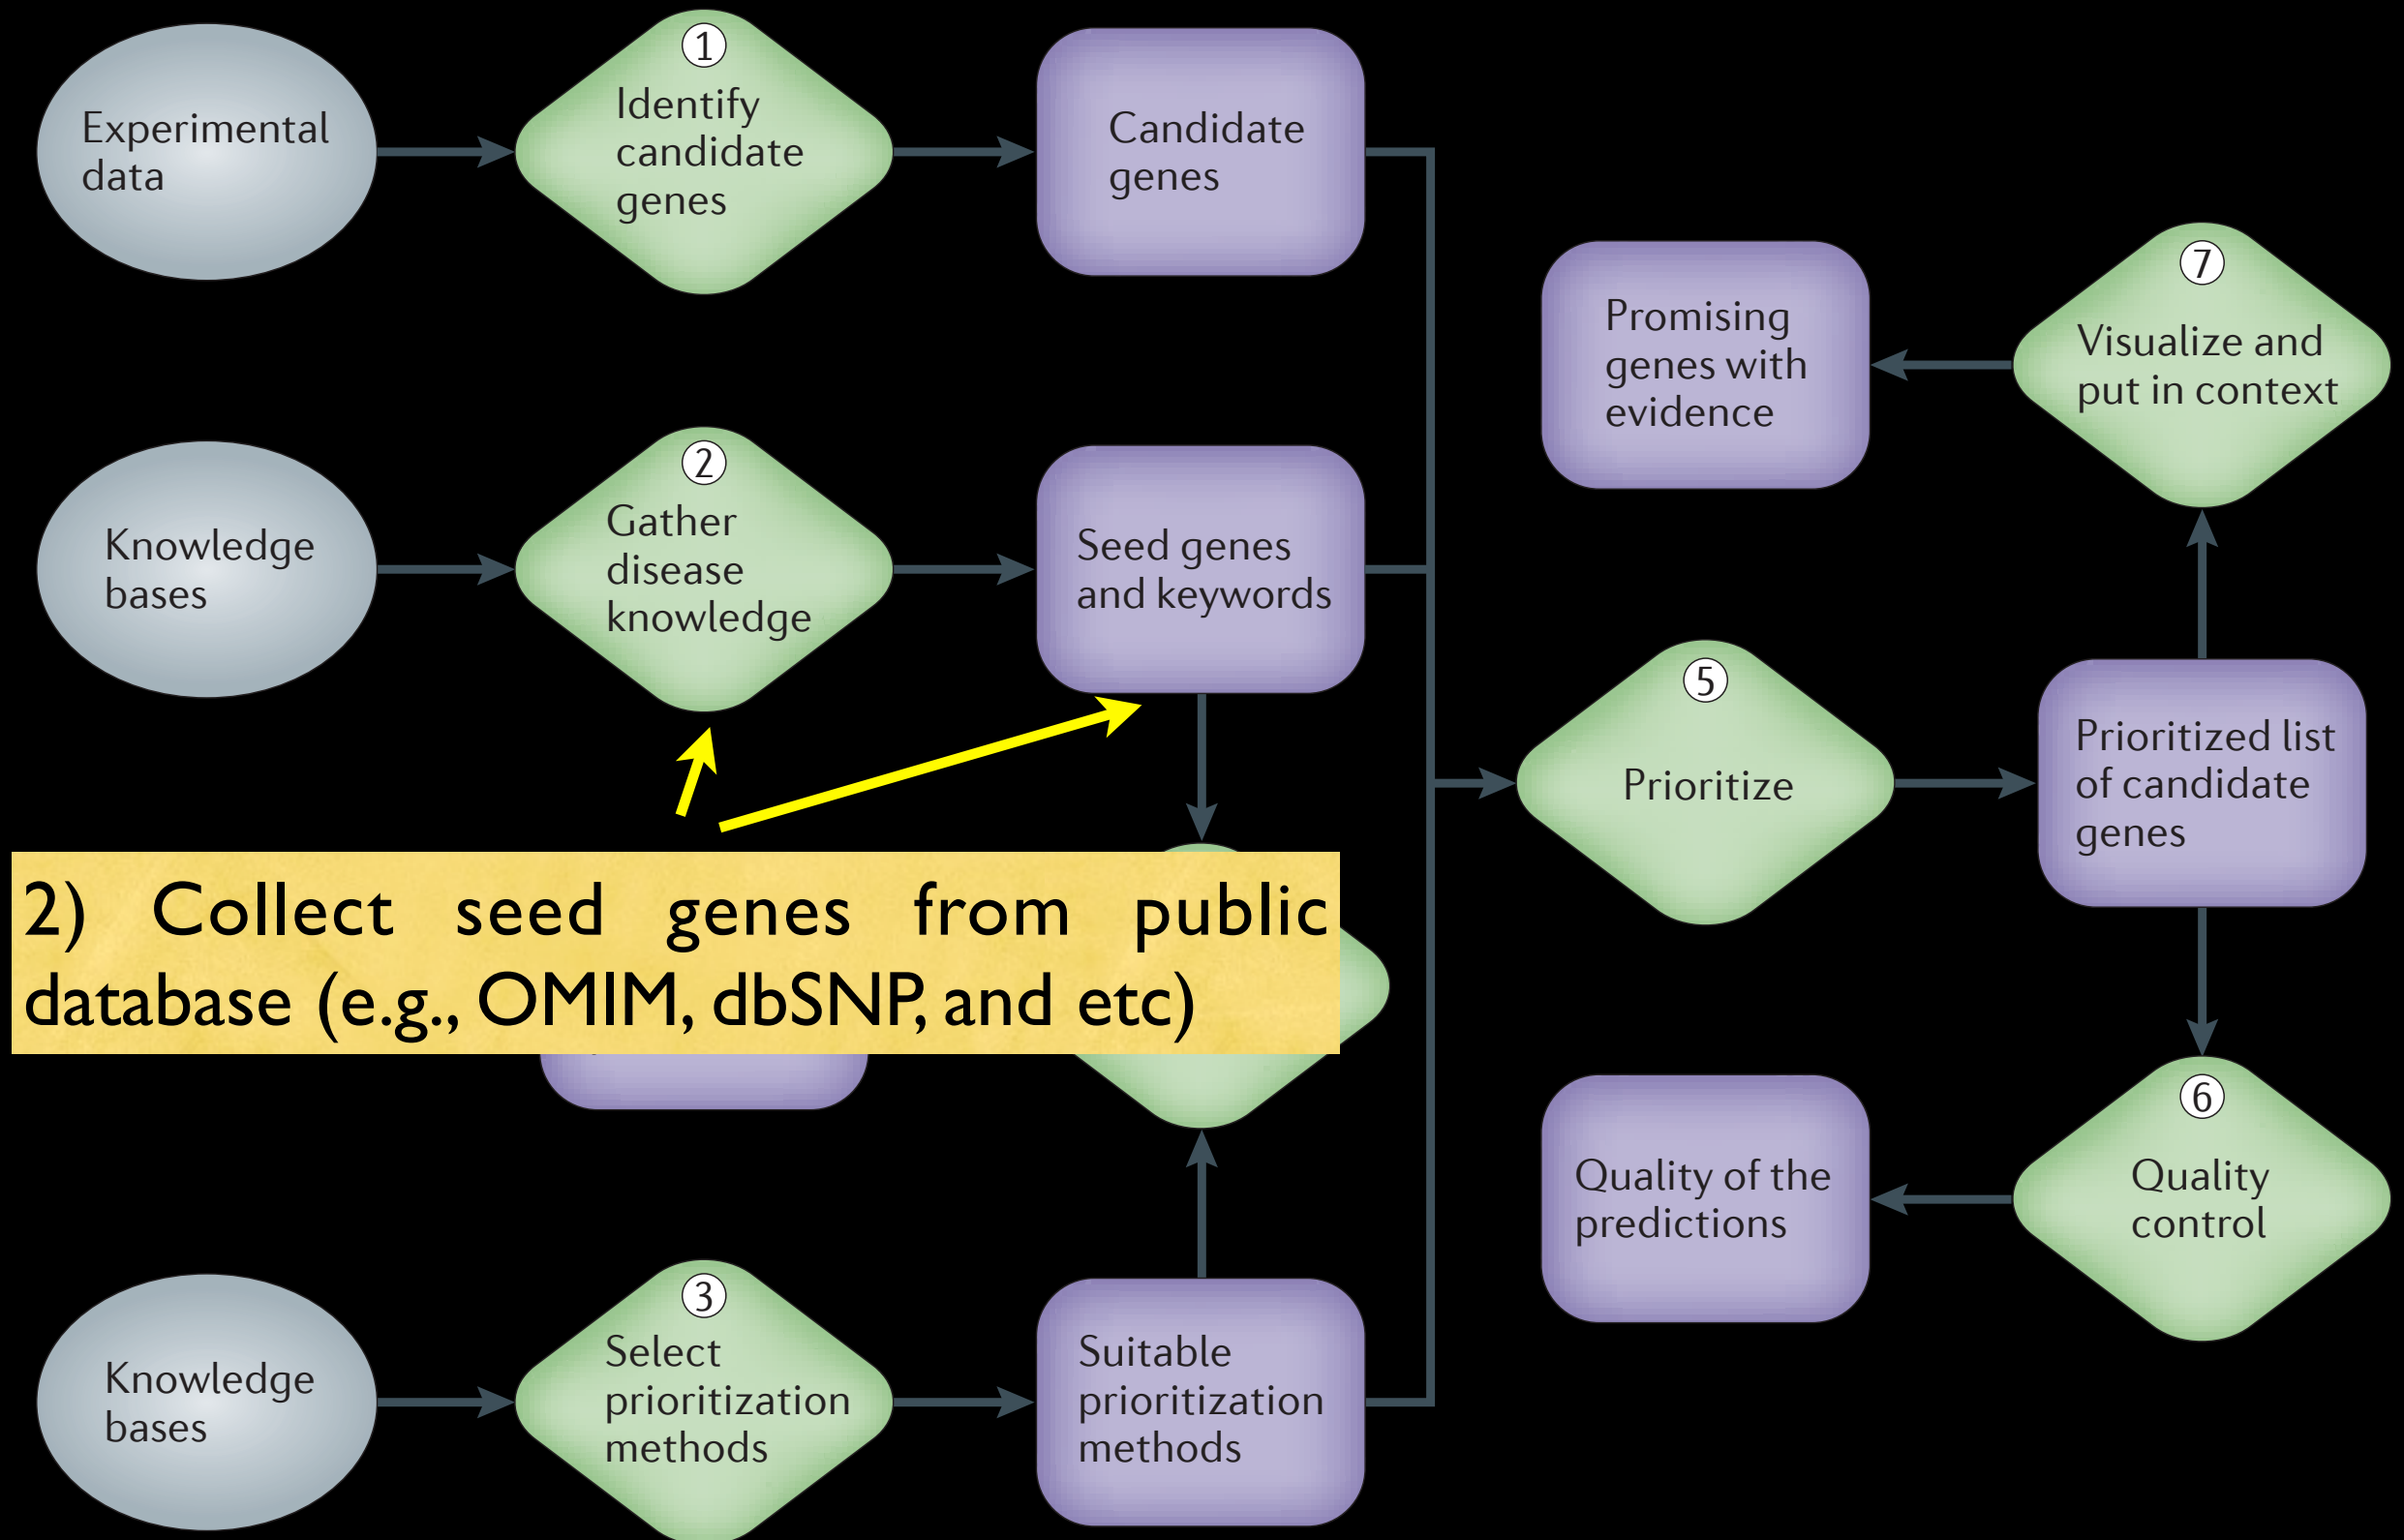 1
Identify
candidate
genes
Experimental
data
Candidate
genes
2
Gather
disease
knowledge
Knowledge
bases
Seed genes
and keywords
2) Collect seed genes from public
database (e.g., OMIM, dbSNP, and etc)
3
Select
prioritization
methods
Knowledge
bases
Suitable
prioritization
methods
5
Prioritize
Prioritized list
of candidate
genes
7
Visualize and
put in context
Promising
genes with
evidence
6
Quality
control
Quality of the
predictions